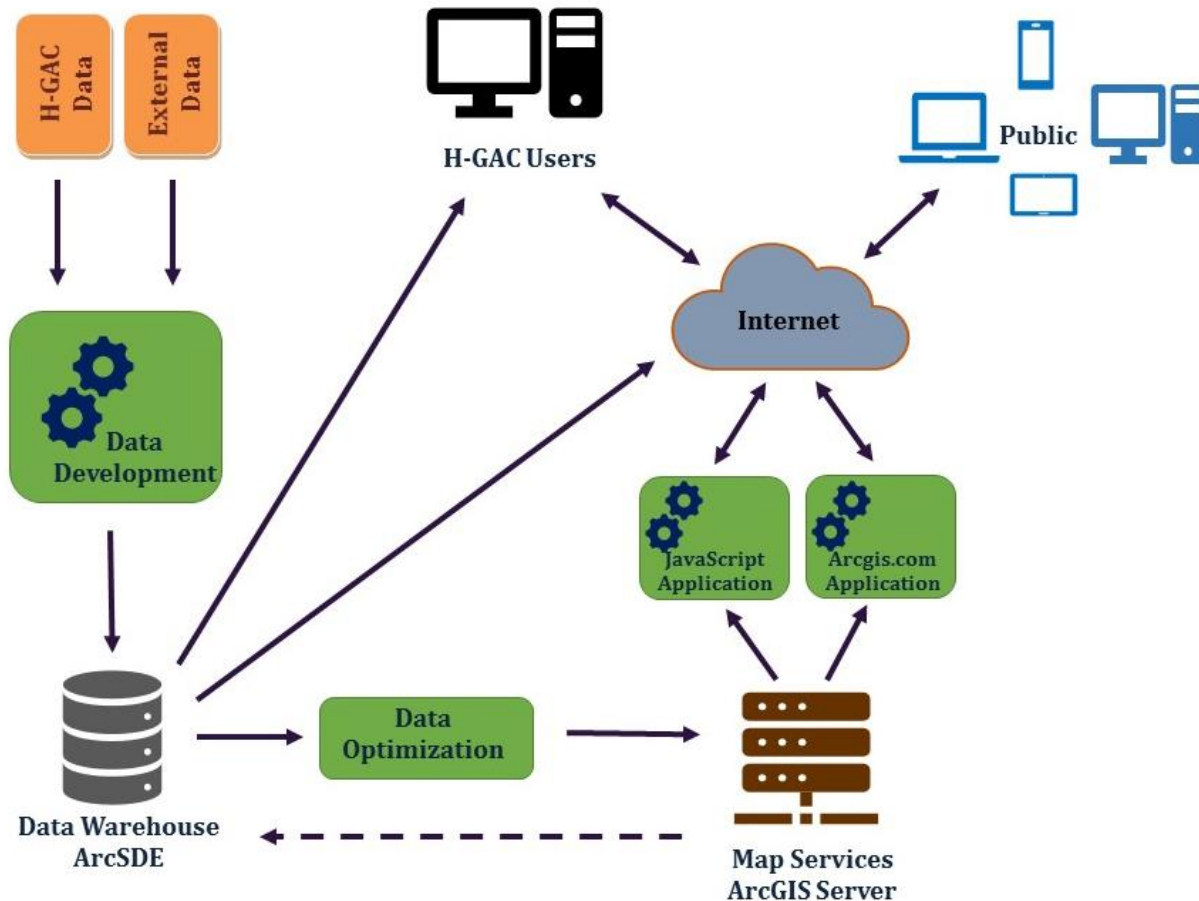 H-GAC
Data
External
Data
H-GAC Users
Public
Internet
Data
Development
JavaScript
Application
Arcgis.com
Application
Data
Optimization
Data Warehouse
ArcSDE
Map Services
ArcGIS Server